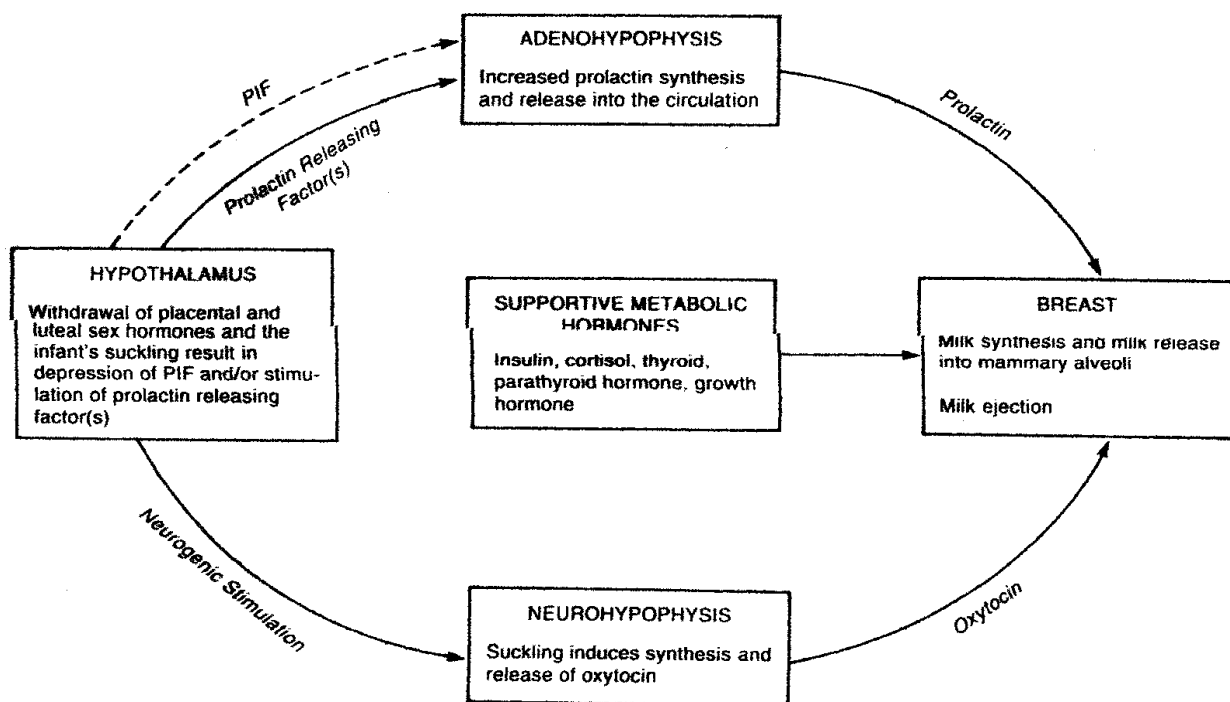 ADENOHYPOPHYSIS
Increased prolactin synthesis
and release into the circulation
PIF
Prolactin Releasing
Factor(s)
Prolactin
HYPOTHALAMUS
Withdrawal of placental and
luteal sex hormones and the
infant's suckling result in
depression of PIF and/or stimu-
lation of prolactin releasing
factor(s)
SUPPORTIVE METABOLIC
HORMONES
Insulin, cortisol, thyroid,
parathyroid hormone, growth
hormone
BREAST
Milk synthesis and milk release
into mammary alveoli
Milk ejection
Neurogenic Stimulation
NEUROHYPOPHYSIS
Suckling induces synthesis and
release of oxytocin
Oxytocin